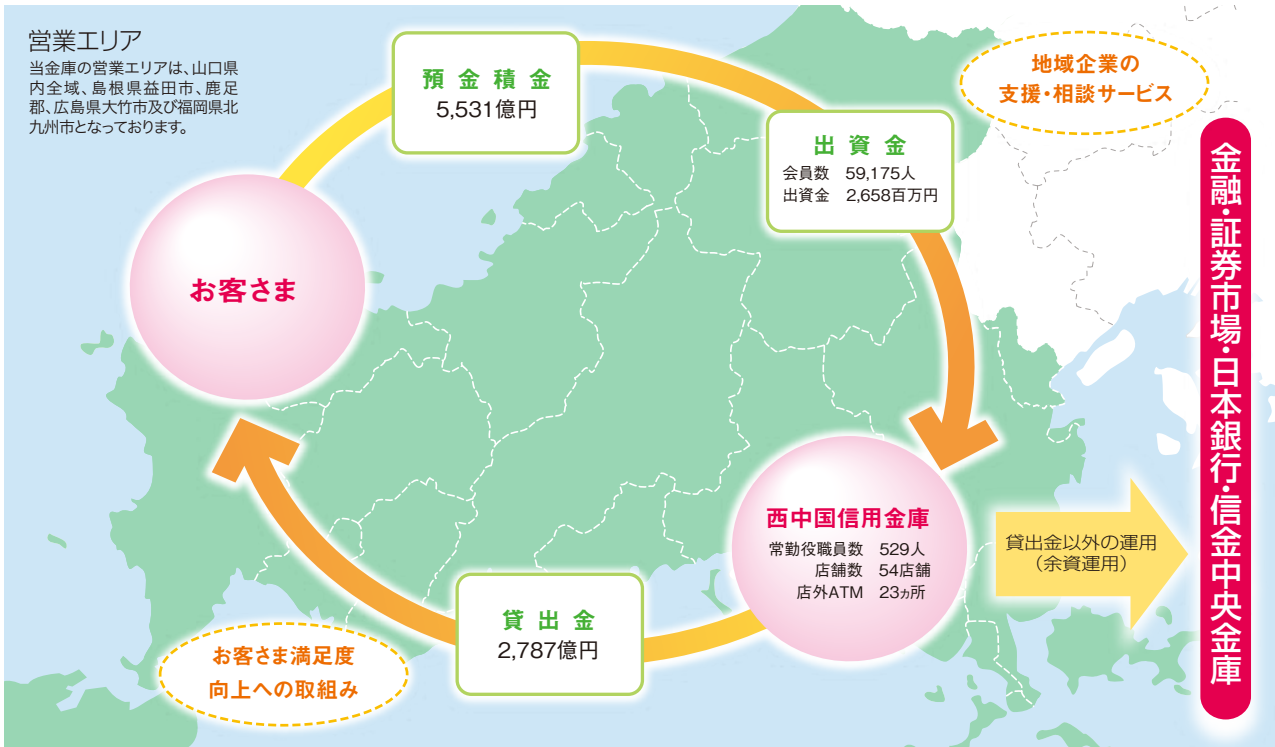 営業エリア
当金庫の営業エリアは、山口県
内全域、島根県益田市、鹿足
郡、広島県大竹市及び福岡県北
九州市となっております。
預金積金
5,531億円
出資金
会員数 59,175人
出資金 2,658百万円
地域企業の
支援・相談サービス
お客さま
西中国信用金庫
常勤役職員数 529人
店舗数 54店舗
店外ATM 23ヵ所
貸出金以外の運用
（余資運用）
金融・証券市場・日本銀行・信金中央金庫
貸出金
2,787億円
お客さま満足度
向上への取組み